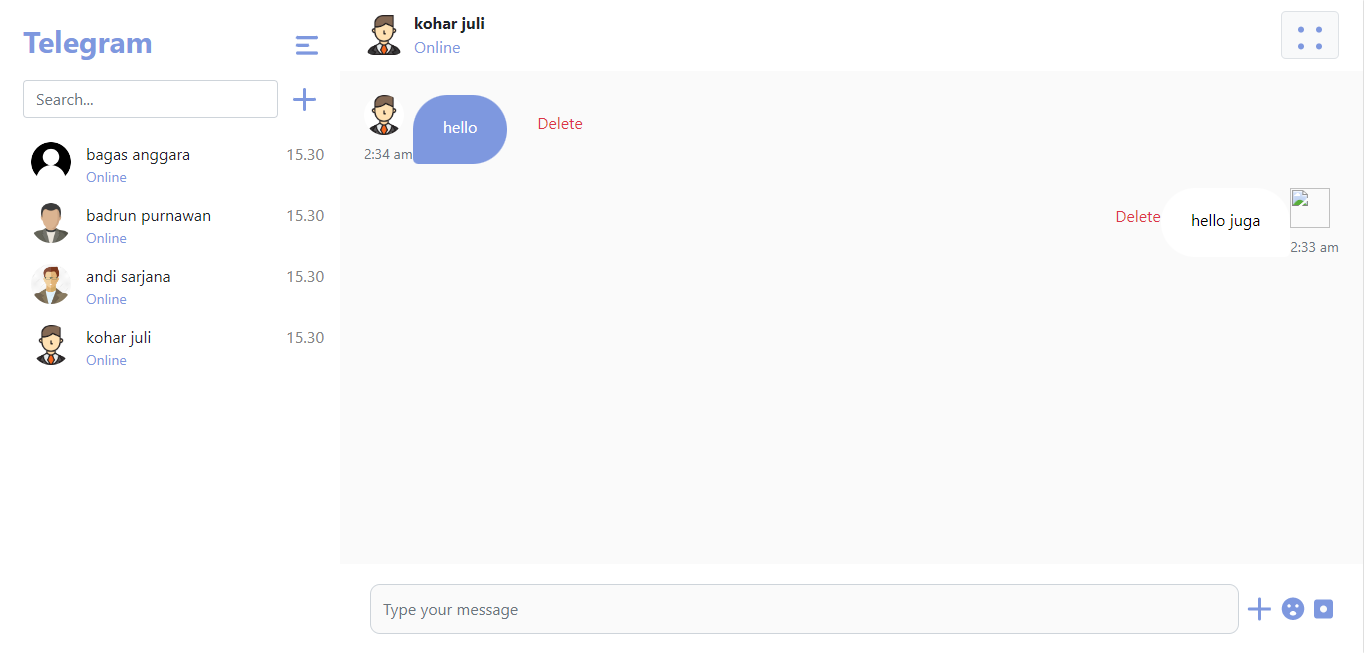 Telegram
Search...
bagas anggara 15.30
Online
badrun purnawan 15.30
Online
andi sarjana 15.30
Online
kohar juli 15.30
Online
kohar juli
Online
hello Delete
2:34 am
Delete hello juga
2:33 am
Type your message